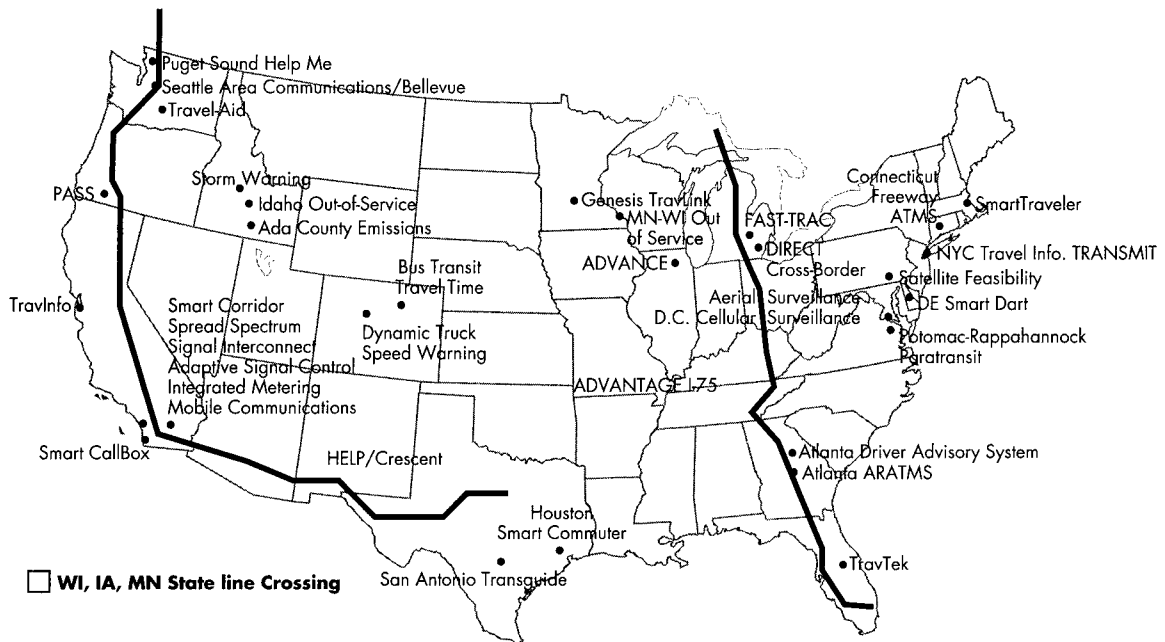 Puget Sound Help Me
Seattle Area Communications/Bellevue
Travel-Aid
PASS
Storm Warning
Idaho Out-of-Service
Ada County Emissions
Bus Transit
Travel Time
Dynamic Truck
Speed Warning
TravInfo
Smart Corridor
Spread Spectrum
Signal Interconnect
Adaptive Signal Control
Integrated Metering
Mobile Communications
Smart CallBox
HELP/Crescent
Houston
Smart Commuter
San Antonio Transguide
Genesis Travlink
MN-WI Out
of Service
ADVANCE
FAST-TRAC
DIRECT
Cross-Border
Aerial Surveillance
D.C. Cellular Surveillance
ADVANTAGE I-75
Connecticut
Freeway
ATMS
SmartTraveler
NYC Travel Info. TRANSMIT
Satellite Feasibility
DE Smart Dart
Potomac-Rappahannock
Paratransit
Atlanta Driver Advisory System
Atlanta ARATMS
TravTek
WI, IA, MN State line Crossing